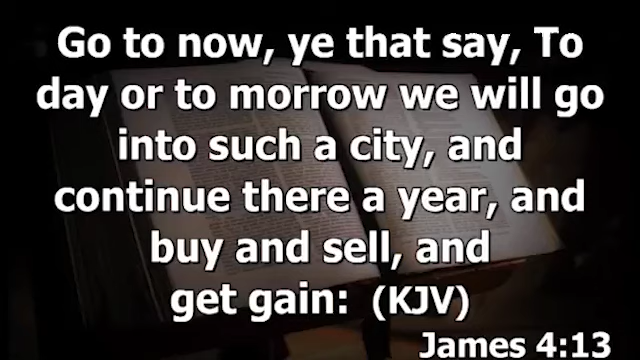 Go to now, ye that say, To
day or to morrow we will go
into such a city, and
continue there a year, and
buy and sell, and
get gain:  (KJV)
James 4:13